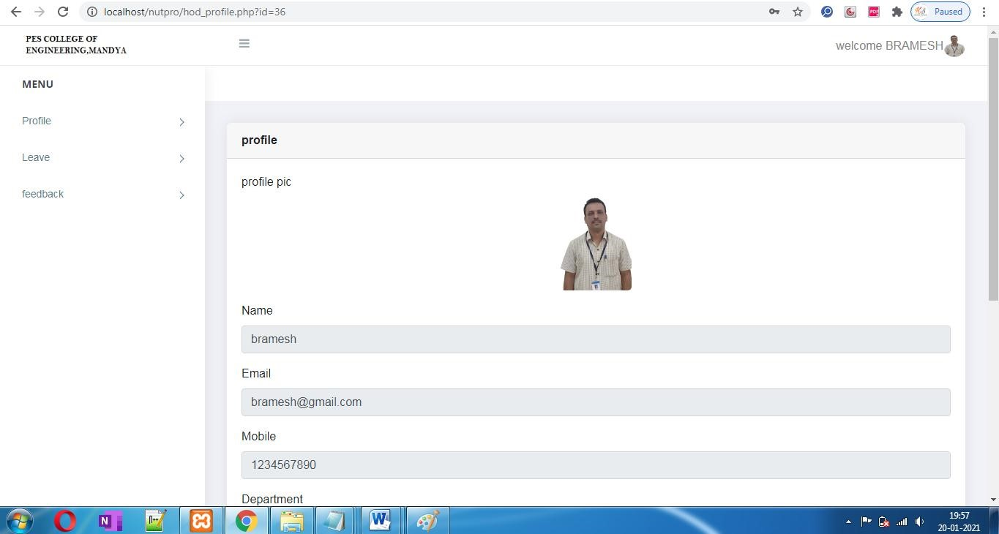 localhost/nutpro/hod_profile.php?id=36
Paused
PES COLLEGE OF
ENGINEERING,MANDYA
welcome BRAMESH
MENU
Profile
Leave
feedback
profile
profile pic
Name
bramesh
Email
bramesh@gmail.com
Mobile
1234567890
Department
19:57
20-01-2021